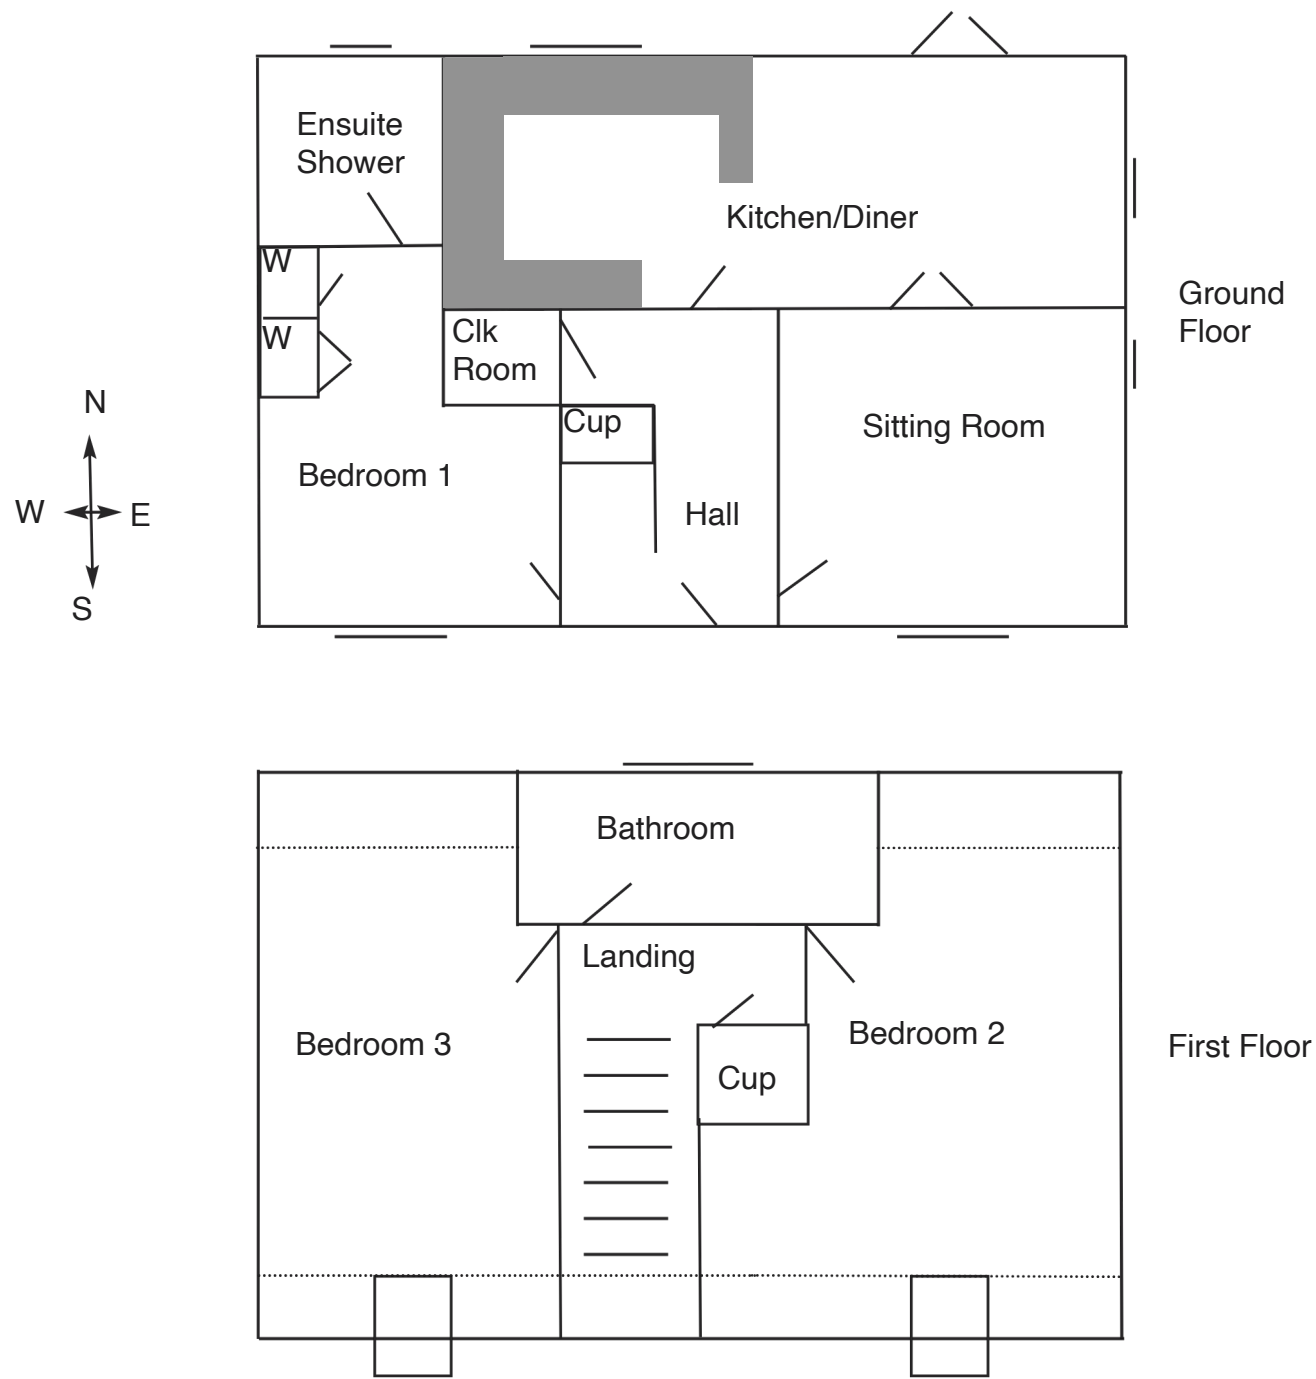 Ensuite
Shower
Kitchen/Diner
W
W
Clk
Room
Ground
Floor
Cup
Sitting Room
Bedroom 1
Hall
N
W
E
S
Bathroom
Landing
Bedroom 3
Bedroom 2
Cup
First Floor